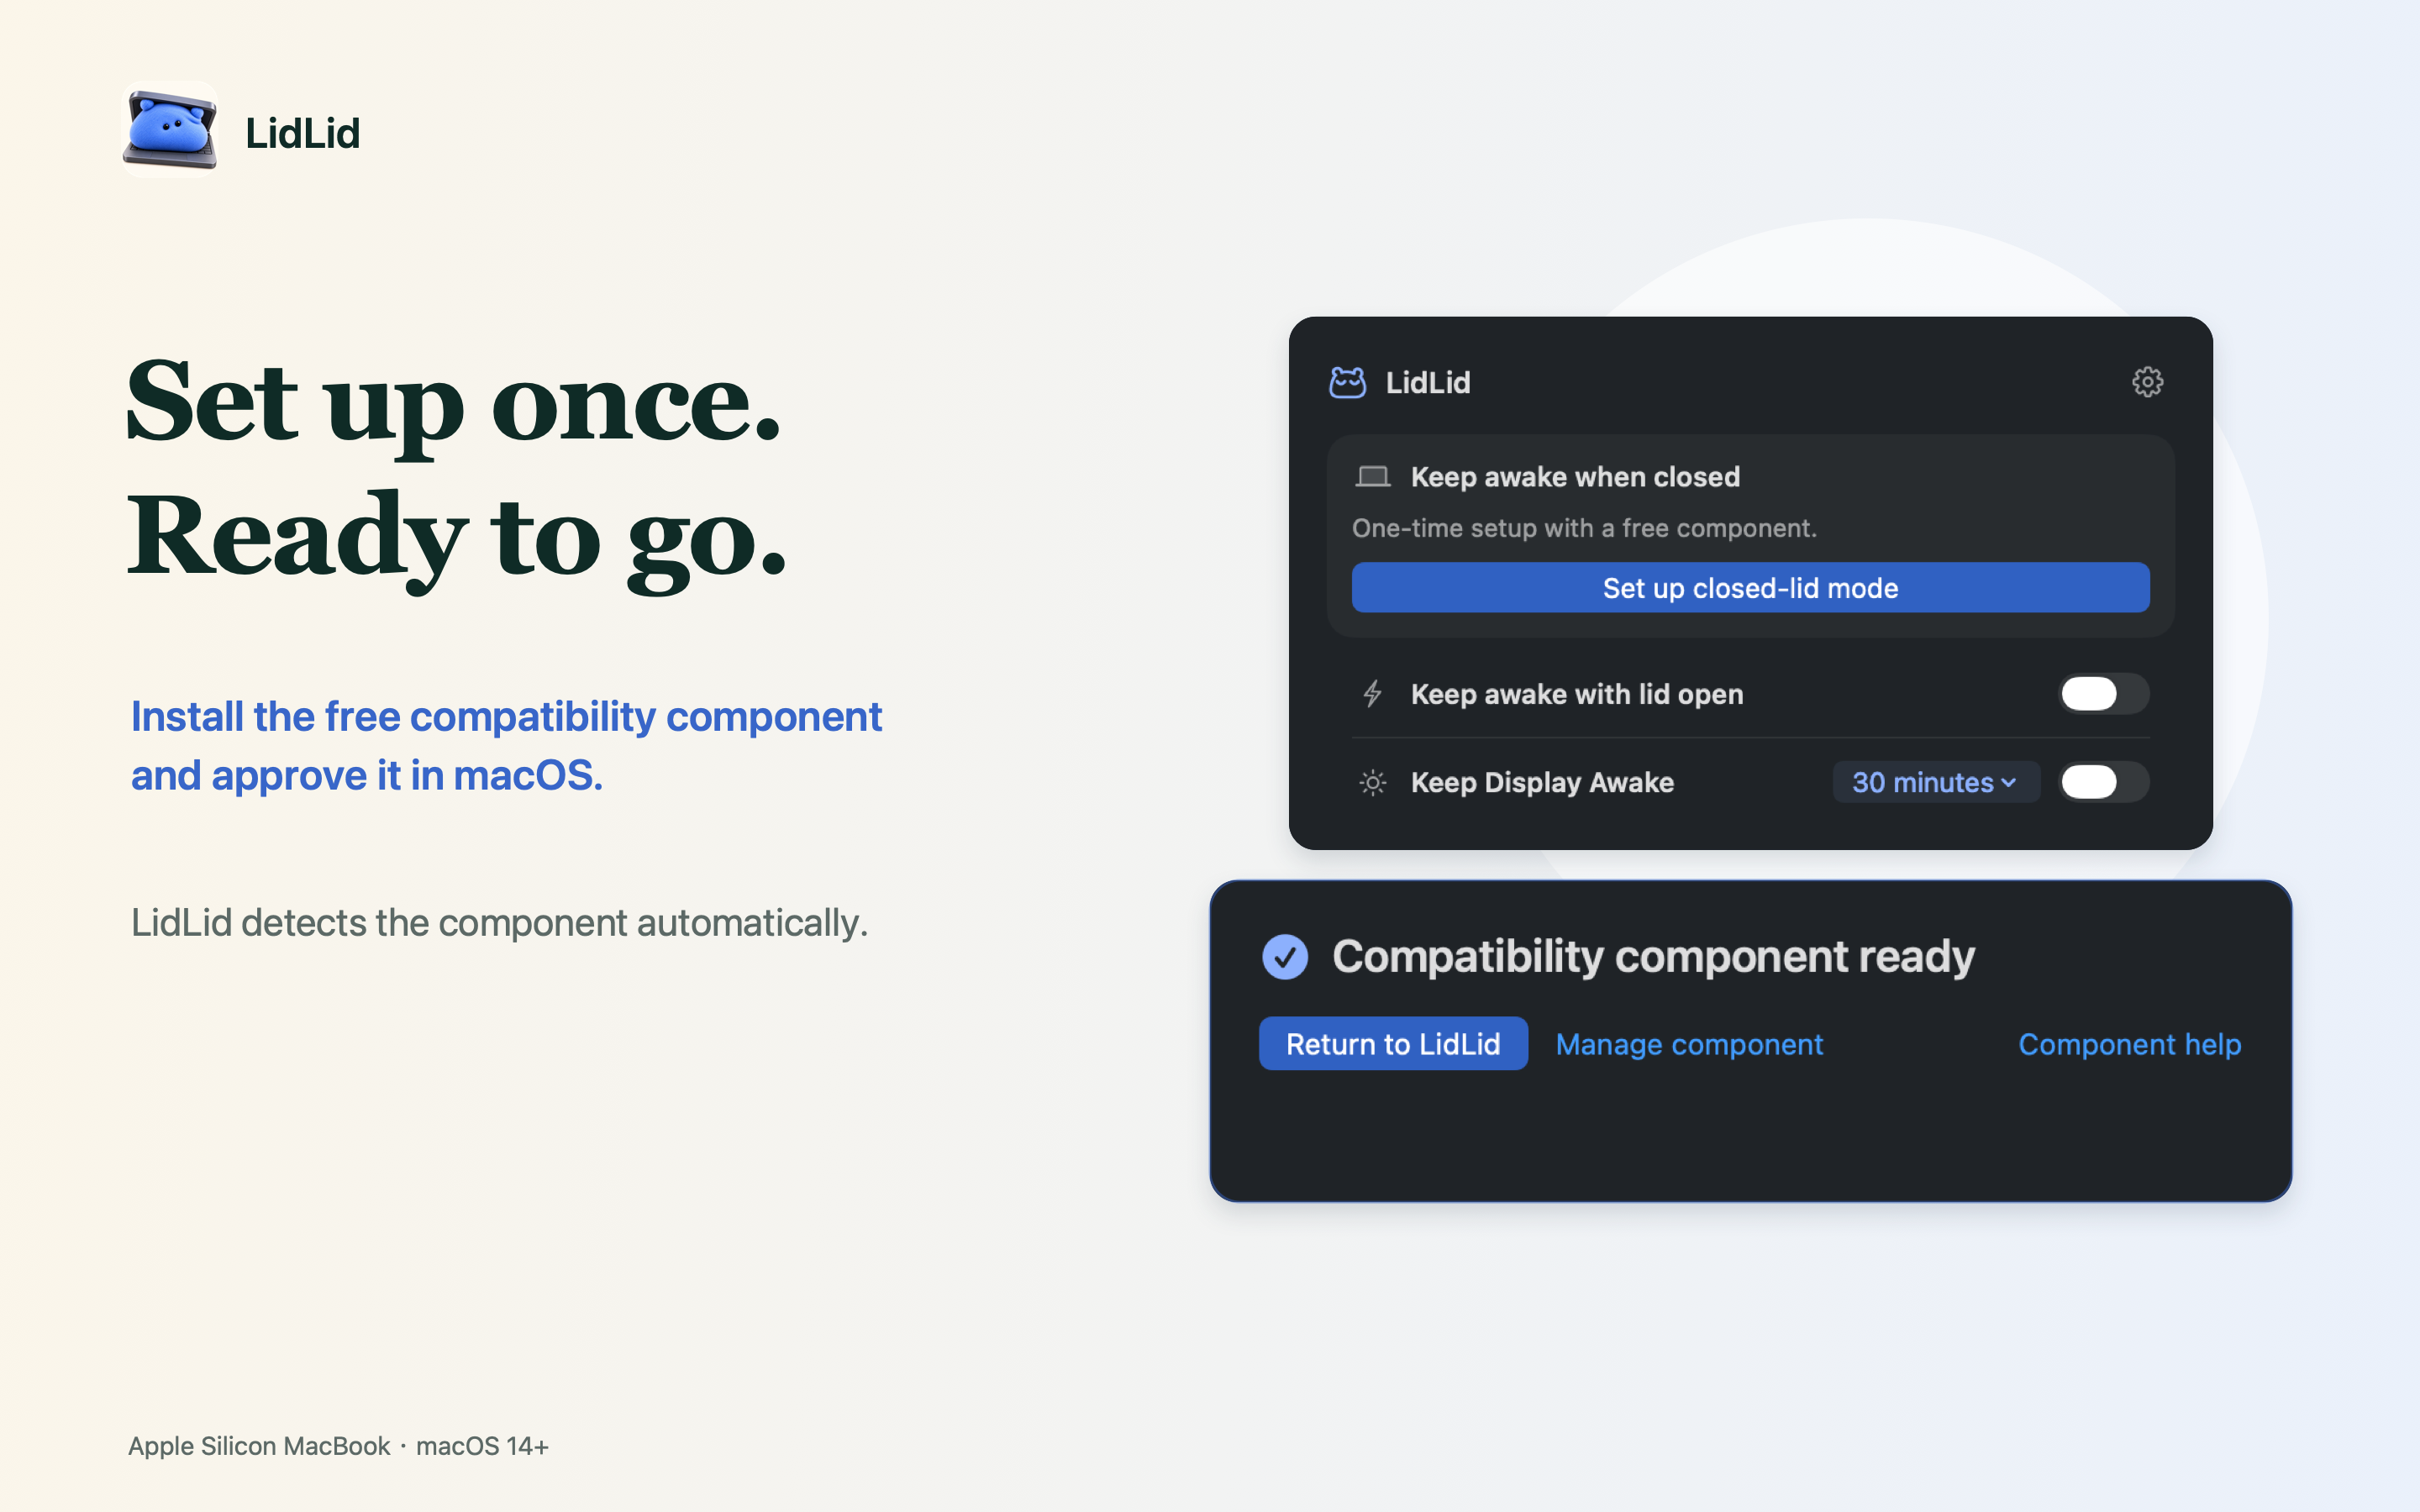 LidLid
Set up once.
Ready to go.
Install the free compatibility component
and approve it in macOS.
LidLid detects the component automatically.
Apple Silicon MacBook · macOS 14+
LidLid
Keep awake when closed
One-time setup with a free component.
Set up closed-lid mode
Keep awake with lid open
Keep Display Awake 30 minutes
Compatibility component ready
Return to LidLid Manage component Component help